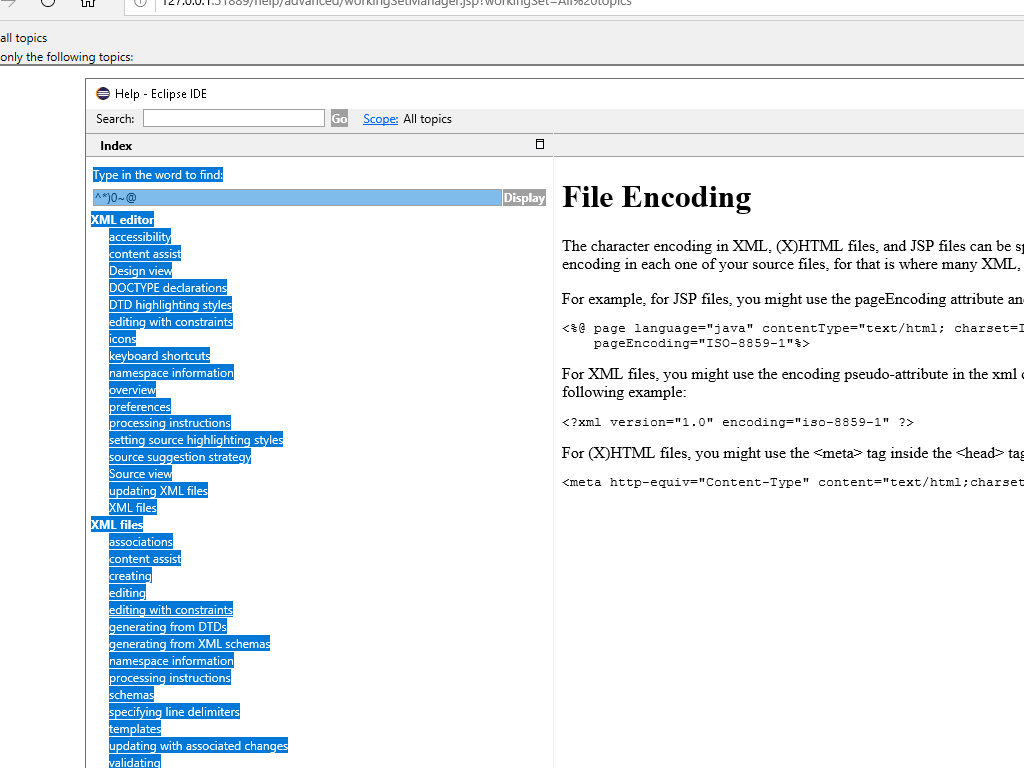 127.0.0.1:51889/help/advanced/workingSetManager.jsp?workingSet=All%20topics
all topics
only the following topics:
Help - Eclipse IDE
Search: Go Scope: All topics
Index
Type in the word to find:
^*)0~@ Display
XML editor
accessibility
content assist
Design view
DOCTYPE declarations
DTD highlighting styles
editing with constraints
icons
keyboard shortcuts
namespace information
overview
preferences
processing instructions
setting source highlighting styles
source suggestion strategy
Source view
updating XML files
XML files
XML files
associations
content assist
creating
editing
editing with constraints
generating from DTDs
generating from XML schemas
namespace information
processing instructions
schemas
specifying line delimiters
templates
updating with associated changes
validating
File Encoding
The character encoding in XML, (X)HTML files, and JSP files can be sp
encoding in each one of your source files, for that is where many XML,
For example, for JSP files, you might use the pageEncoding attribute an
<%@ page language="java" contentType="text/html; charset=I
pageEncoding="ISO-8859-1"%>
For XML files, you might use the encoding pseudo-attribute in the xml
following example:
<?xml version="1.0" encoding="iso-8859-1" ?>
For (X)HTML files, you might use the <meta> tag inside the <head> tag
<meta http-equiv="Content-Type" content="text/html;charset